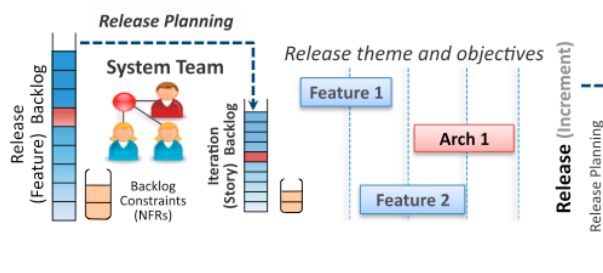 Release Planning
Release
(Feature) Backlog
System Team
Backlog
Constraints
(NFRs)
Iteration
(Story) Backlog
Release theme and objectives
Feature 1
Arch 1
Feature 2
Release (Increment)
Release Planning